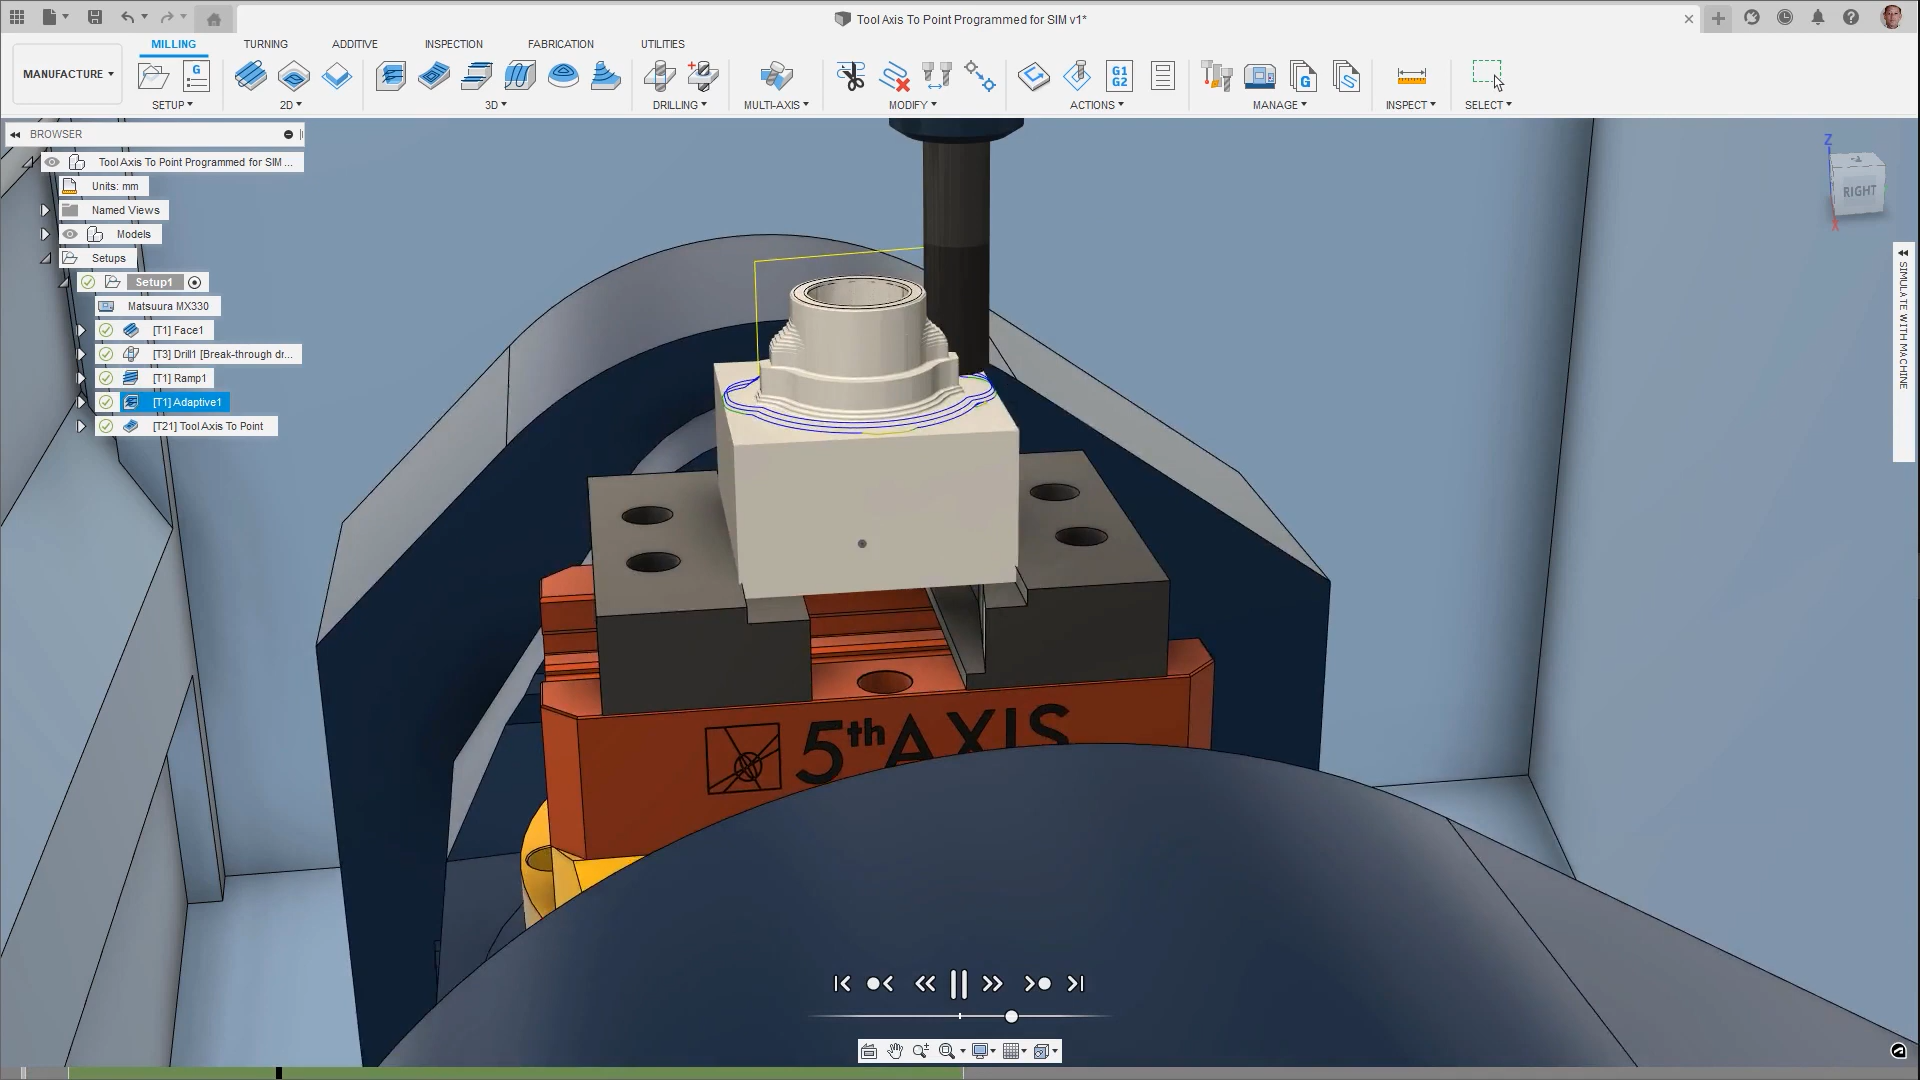 Tool Axis To Point Programmed for SIM v1*
MILLING TURNING ADDITIVE INSPECTION FABRICATION UTILITIES
MANUFACTURE
G
G1
G2
G
SETUP 2D 3D DRILLING MULTI-AXIS MODIFY ACTIONS MANAGE INSPECT SELECT
BROWSER
Tool Axis To Point Programmed for SIM ...
Units: mm
Named Views
Models
Setups
Setup1
Matsuura MX330
[T1] Face1
[T3] Drill1 [Break-through dr...
[T1] Ramp1
[T1] Adaptive1
[T21] Tool Axis To Point
Z
RIGHT
X
SIMULATE WITH MACHINE
5th AXIS